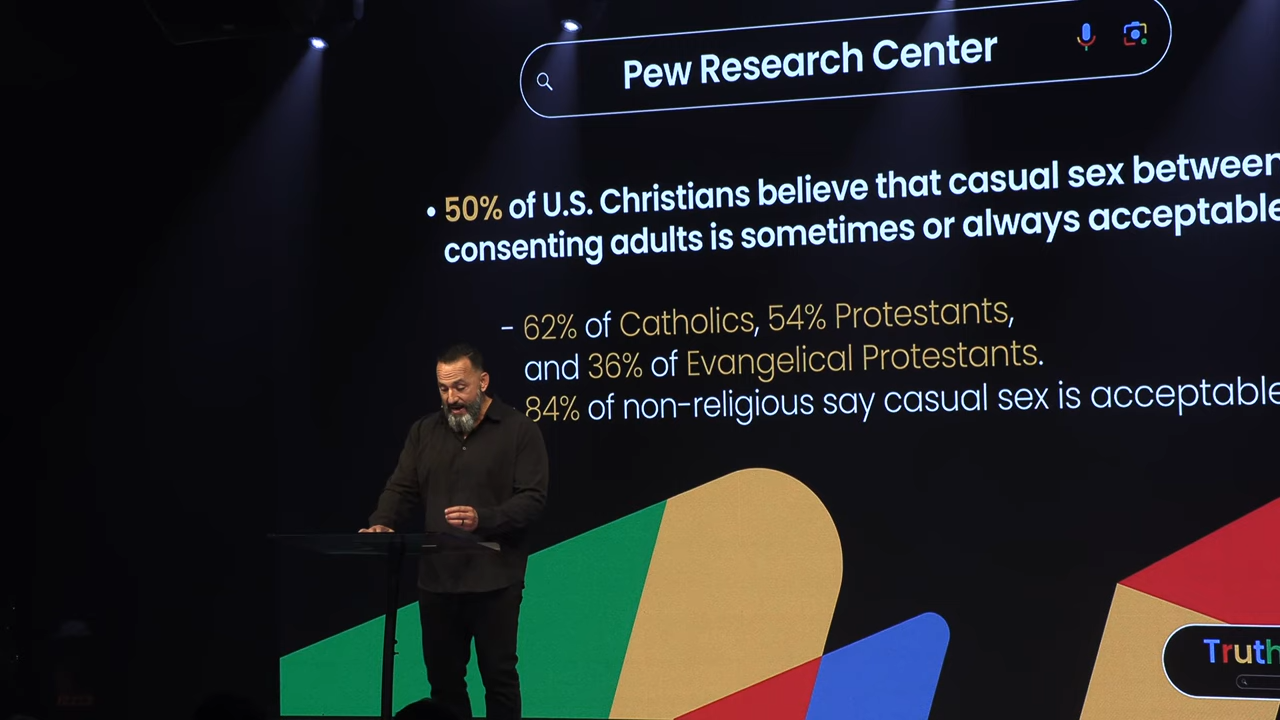 Pew Research Center
• 50% of U.S. Christians believe that casual sex between
consenting adults is sometimes or always acceptable
- 62% of Catholics, 54% Protestants,
and 36% of Evangelical Protestants.
84% of non-religious say casual sex is acceptable
Truth